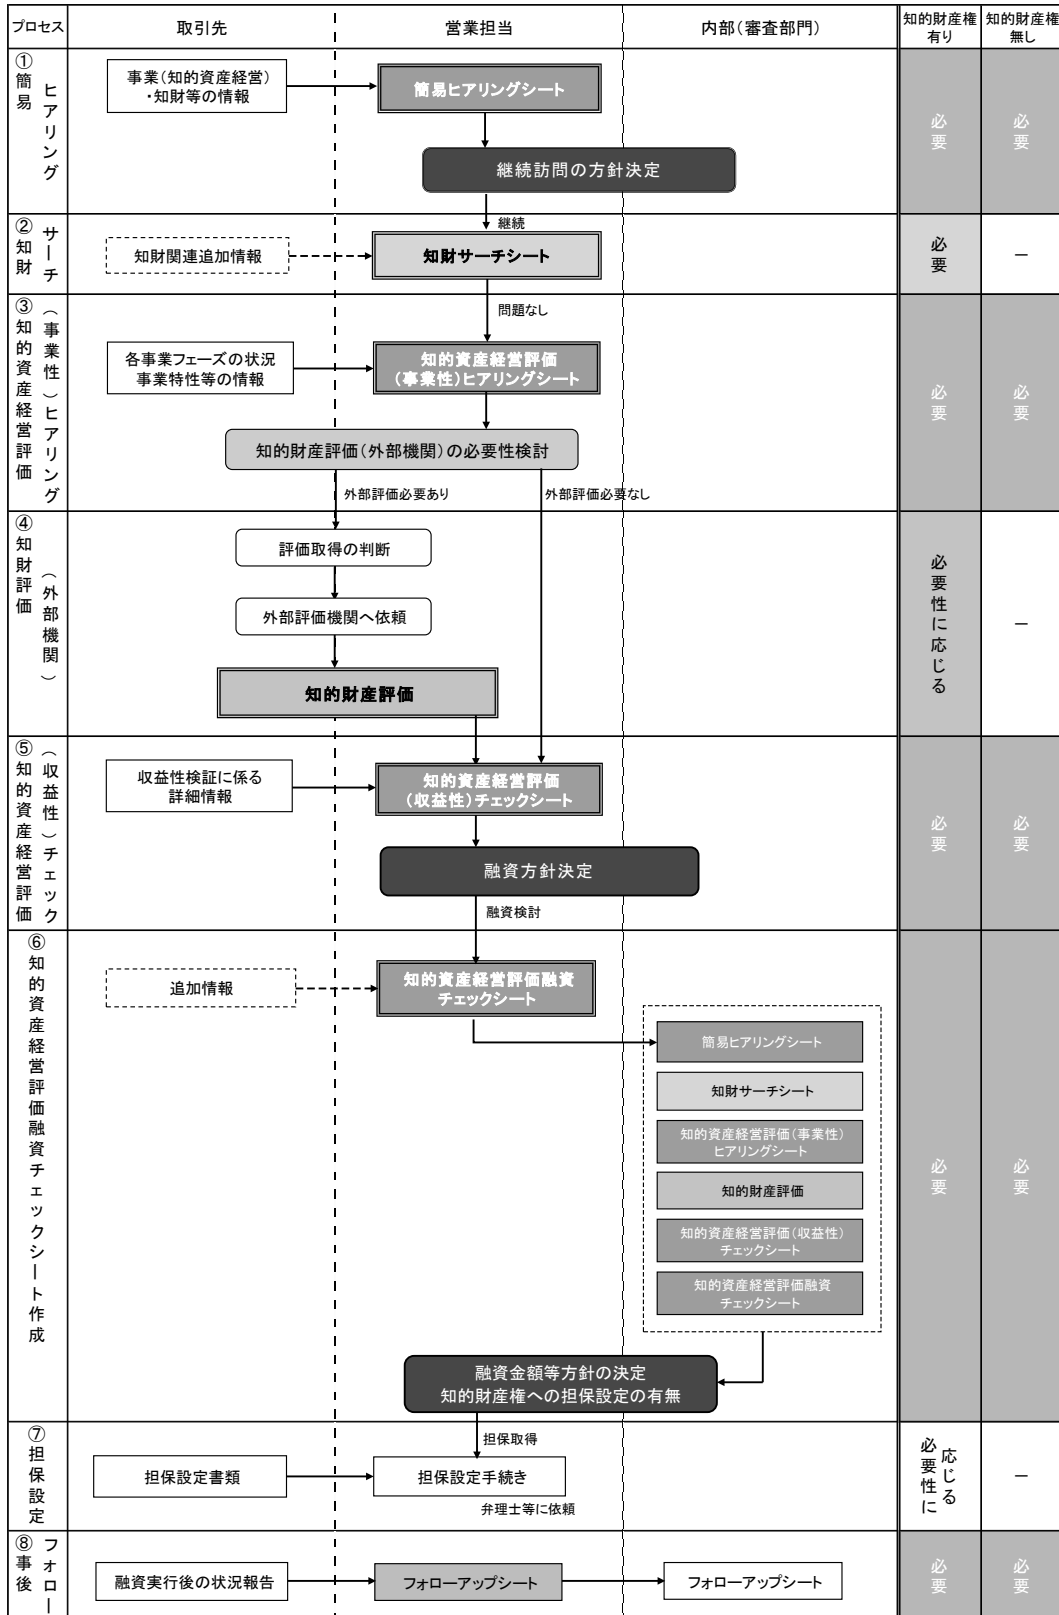 プロセス
取引先
営業担当
内部（審査部門）
知的財産権
有り
知的財産権
無し
①簡易
ヒアリング
事業（知的資産経営）
・知財等の情報
簡易ヒアリングシート
継続訪問の方針決定
必要
必要
継続
②知財
サーチ
知財関連追加情報
知財サーチシート
必要
－
問題なし
③知的資産経営評価
（事業性）ヒアリング
各事業フェーズの状況
事業特性等の情報
知的資産経営評価
（事業性）ヒアリングシート
知的財産評価（外部機関）の必要性検討
必要
必要
外部評価必要あり
外部評価必要なし
④知財評価
（外部機関）
評価取得の判断
外部評価機関へ依頼
知的財産評価
必要性に応じる
－
⑤知的資産経営評価
（収益性）チェック
収益性検証に係る
詳細情報
知的資産経営評価
（収益性）チェックシート
融資方針決定
必要
必要
融資検討
⑥知的資産経営評価融資チェックシート作成
追加情報
知的資産経営評価融資
チェックシート
簡易ヒアリングシート
知財サーチシート
知的資産経営評価（事業性）
ヒアリングシート
知的財産評価
知的資産経営評価（収益性）
チェックシート
知的資産経営評価融資
チェックシート
必要
必要
融資金額等方針の決定
知的財産権への担保設定の有無
担保取得
⑦担保設定
担保設定書類
担保設定手続き
弁理士等に依頼
必要性に
応じる
－
⑧事後
フォロー
融資実行後の状況報告
フォローアップシート
フォローアップシート
必要
必要